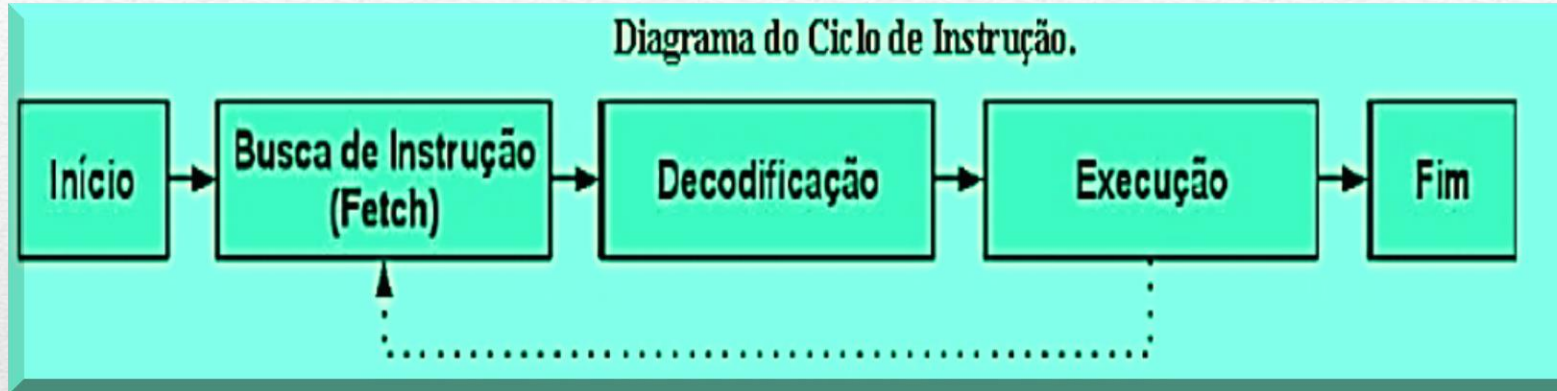 Diagrama do Ciclo de Instrução.
Início
Busca de Instrução
(Fetch)
Decodificação
Execução
Fim